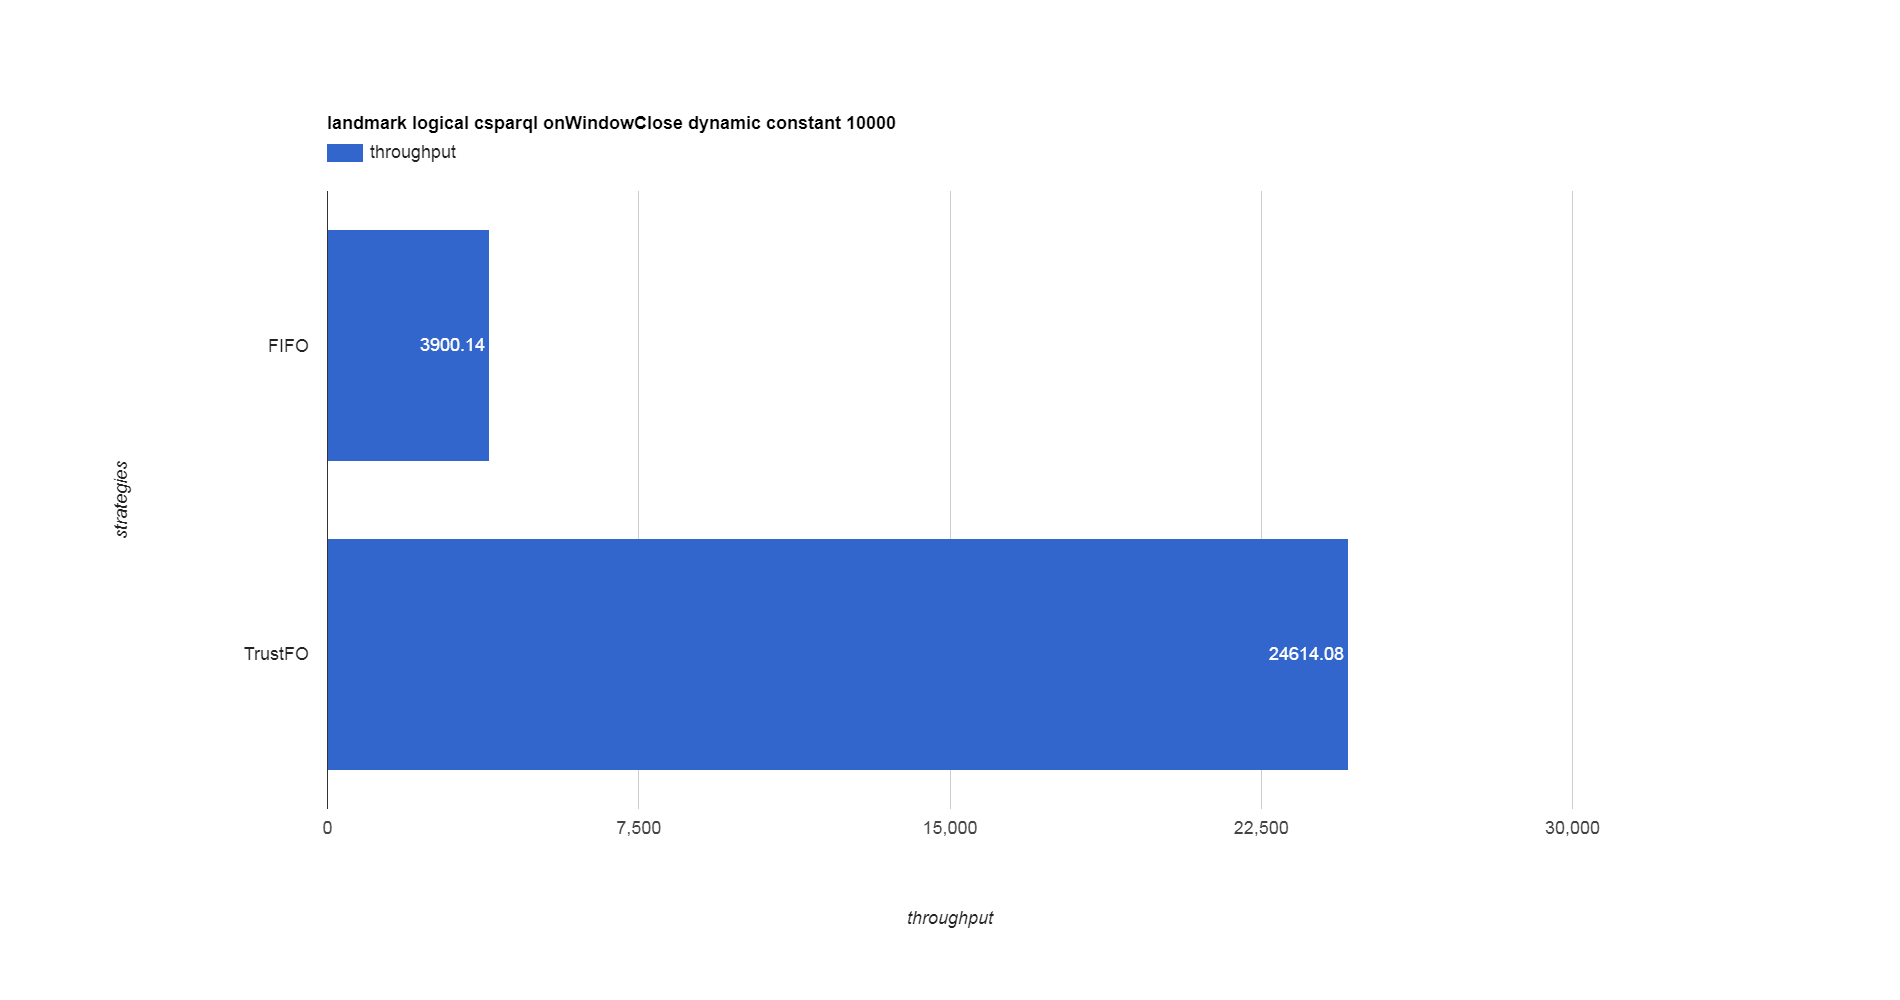 landmark logical csparql onWindowClose dynamic constant 10000
throughput
FIFO
3900.14
strategies
TrustFO
24614.08
0
7,500
15,000
22,500
30,000
throughput